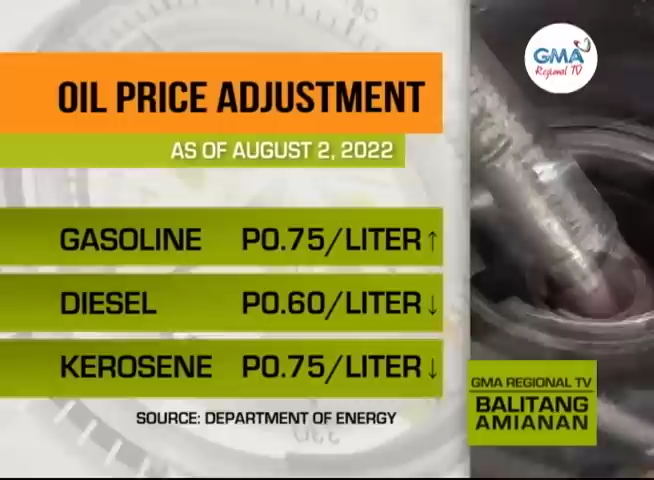 GMA
Regional TV
OIL PRICE ADJUSTMENT
AS OF AUGUST 2, 2022
GASOLINE P0.75/LITER ↑
DIESEL P0.60/LITER ↓
KEROSENE P0.75/LITER ↓
SOURCE: DEPARTMENT OF ENERGY
GMA REGIONAL TV
BALITANG
AMIANAN